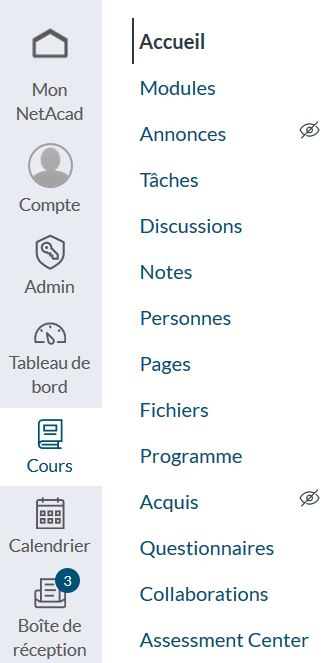 Mon
NetAcad
Compte
Admin
Tableau de
bord
Cours
Calendrier
3
Boîte de
réception
Accueil
Modules
Annonces
Tâches
Discussions
Notes
Personnes
Pages
Fichiers
Programme
Acquis
Questionnaires
Collaborations
Assessment Center